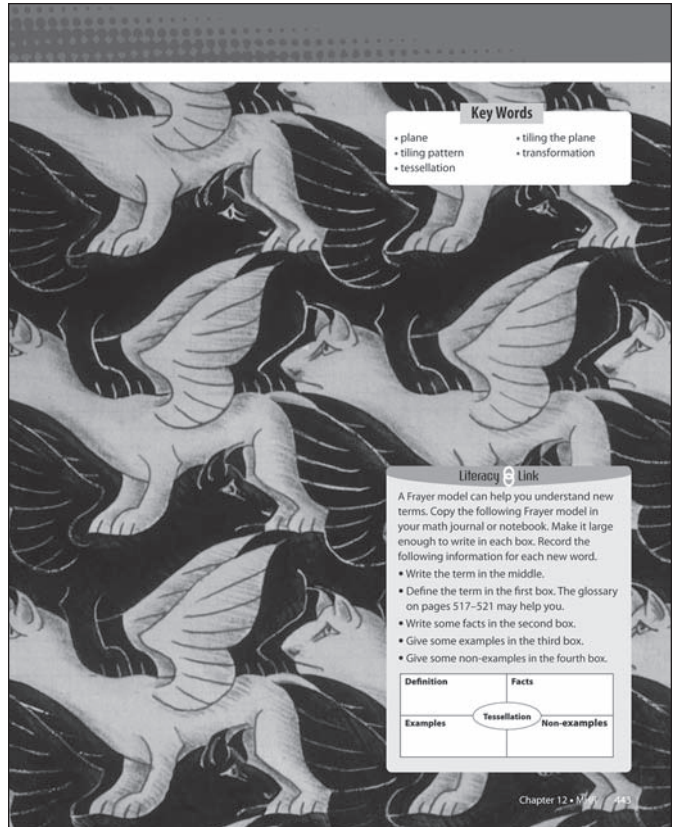 Key Words
• plane
• tiling pattern
• tessellation
• tiling the plane
• transformation
Literacy Link
A Frayer model can help you understand new
terms. Copy the following Frayer model in
your math journal or notebook. Make it large
enough to write in each box. Record the
following information for each new word.
• Write the term in the middle.
• Define the term in the first box. The glossary
on pages 517–521 may help you.
• Write some facts in the second box.
• Give some examples in the third box.
• Give some non-examples in the fourth box.
Definition
Facts
Tessellation
Examples
Non-examples
Chapter 12 • MHR 443